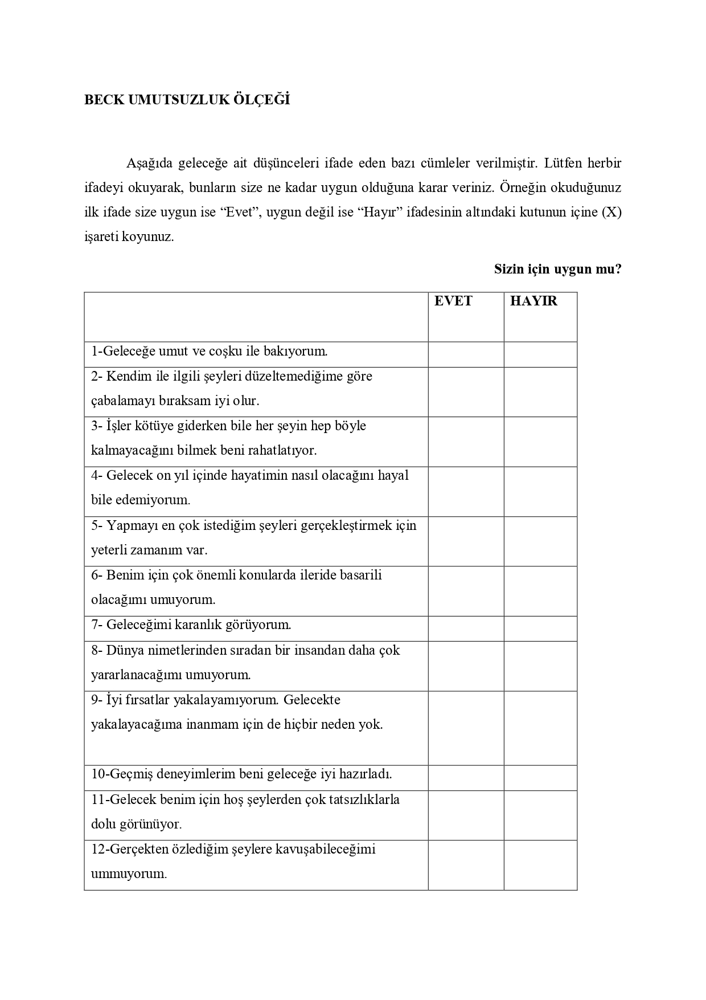 BECK UMUTSUZLUK ÖLÇEĞİ
Aşağıda geleceğe ait düşünceleri ifade eden bazı cümleler verilmiştir. Lütfen herbir
ifadeyi okuyarak, bunların size ne kadar uygun olduğuna karar veriniz. Örneğin okuduğunuz
ilk ifade size uygun ise “Evet”, uygun değil ise “Hayır” ifadesinin altındaki kutunun içine (X)
işareti koyunuz.
Sizin için uygun mu?
EVET HAYIR
1-Geleceğe umut ve coşku ile bakıyorum.
2- Kendim ile ilgili şeyleri düzeltemediğime göre
çabalamayı bıraksam iyi olur.
3- İşler kötüye giderken bile her şeyin hep böyle
kalmayacağını bilmek beni rahatlatıyor.
4- Gelecek on yıl içinde hayatimin nasıl olacağını hayal
bile edemiyorum.
5- Yapmayı en çok istediğim şeyleri gerçekleştirmek için
yeterli zamanım var.
6- Benim için çok önemli konularda ileride basarili
olacağımı umuyorum.
7- Geleceğimi karanlık görüyorum.
8- Dünya nimetlerinden sıradan bir insandan daha çok
yararlanacağımı umuyorum.
9- İyi fırsatlar yakalayamıyorum. Gelecekte
yakalayacağıma inanmam için de hiçbir neden yok.
10-Geçmiş deneyimlerim beni geleceğe iyi hazırladı.
11-Gelecek benim için hoş şeylerden çok tatsızlıklarla
dolu görünüyor.
12-Gerçekten özlediğim şeylere kavuşabileceğimi
ummuyorum.